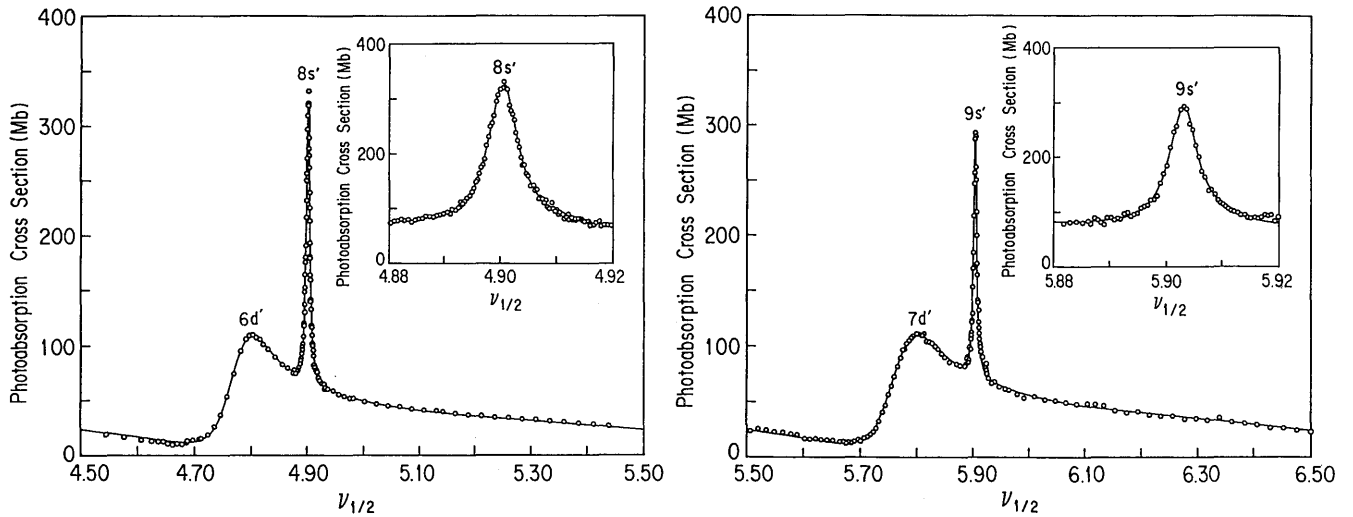 400
300
200
100
0
Photoabsorption Cross Section (Mb)
6d′
8s′
4.50
4.70
4.90
5.10
5.30
5.50
ν1/2
400
200
0
Photoabsorption Cross Section (Mb)
8s′
4.88
4.90
4.92
ν1/2
400
300
200
100
0
Photoabsorption Cross Section (Mb)
7d′
9s′
5.50
5.70
5.90
6.10
6.30
6.50
ν1/2
400
200
0
Photoabsorption Cross Section (Mb)
9s′
5.88
5.90
5.92
ν1/2